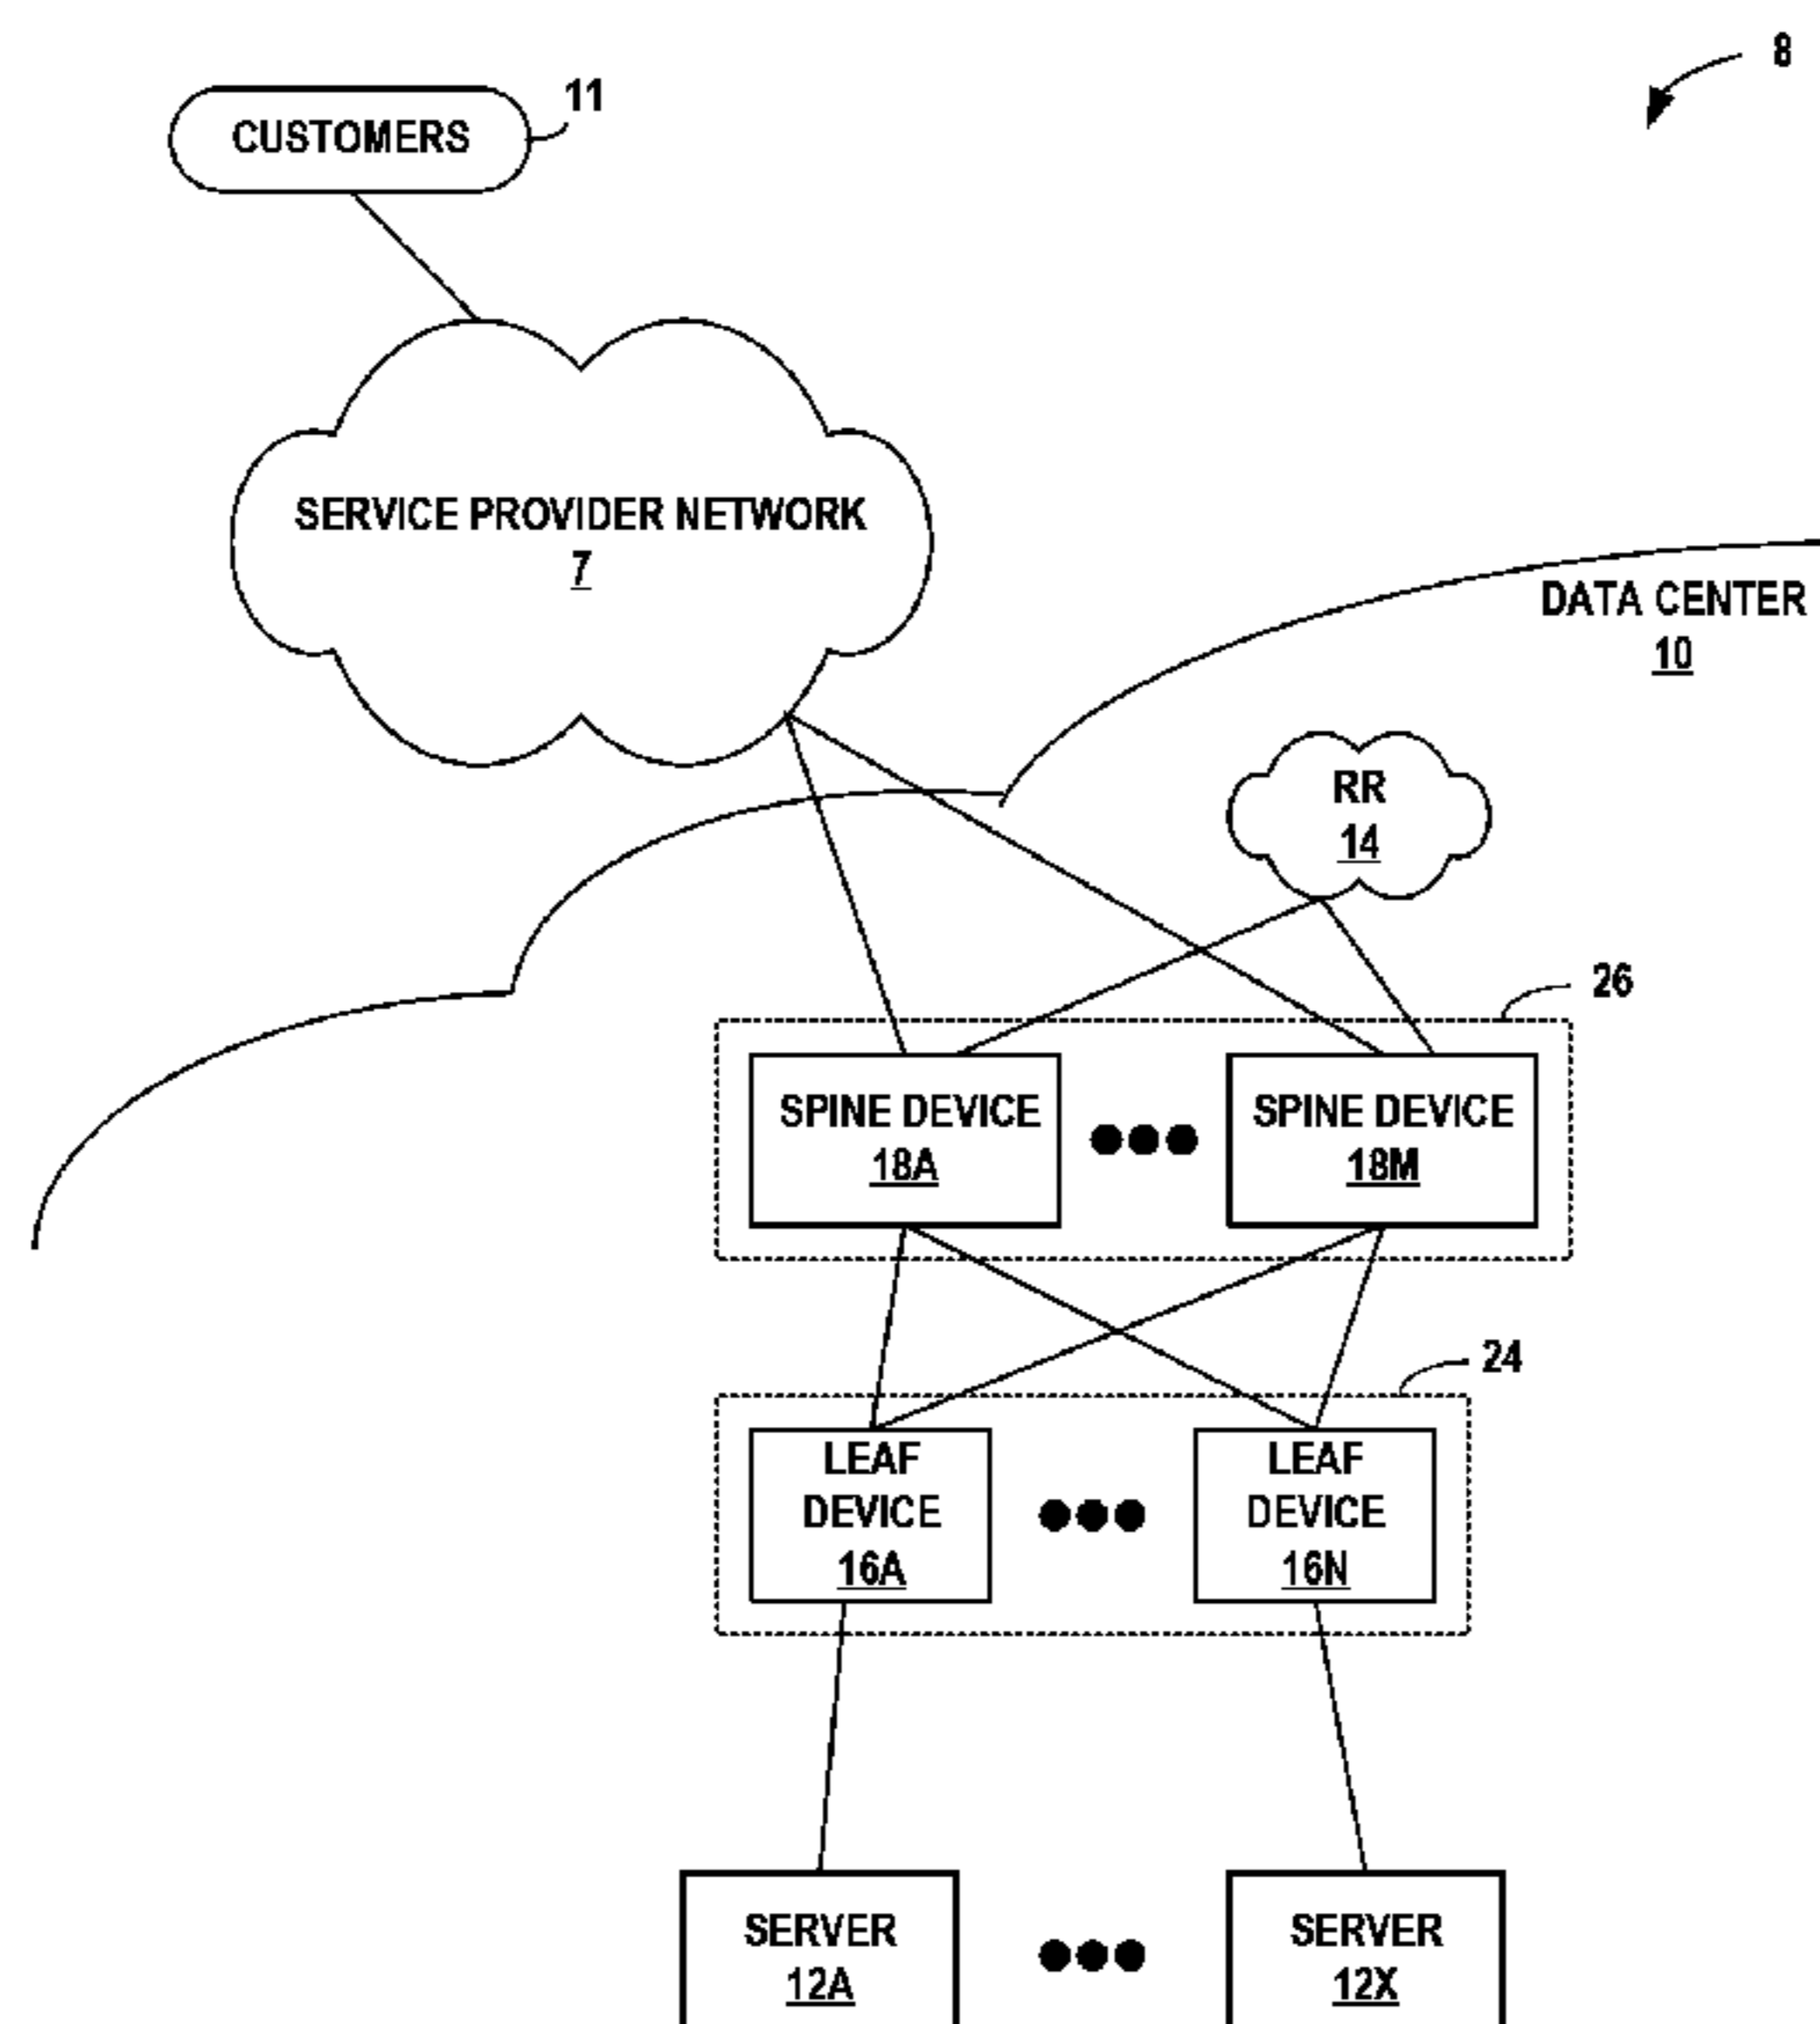 8
11
CUSTOMERS
SERVICE PROVIDER NETWORK
7
DATA CENTER
10
RR
14
26
SPINE DEVICE
18A
SPINE DEVICE
18M
24
LEAF
DEVICE
16A
LEAF
DEVICE
16N
SERVER
12A
SERVER
12X